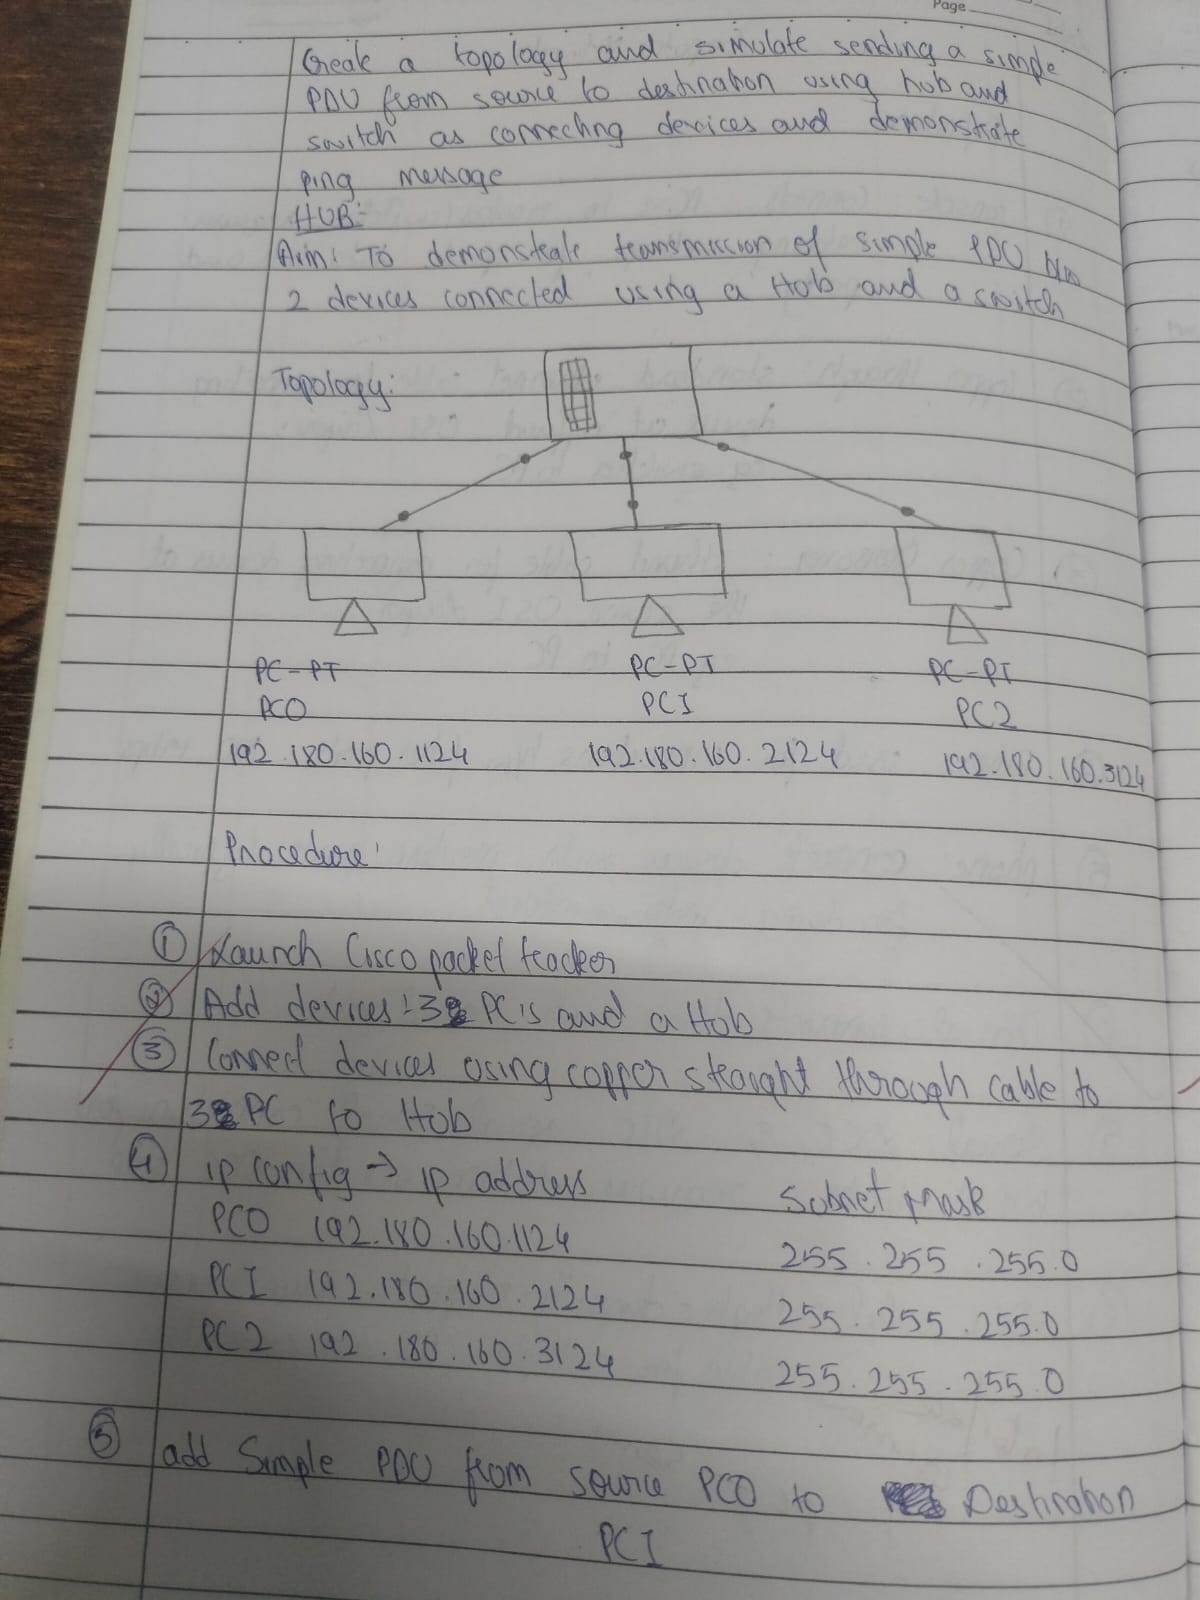 Page
Create a topology and simulate sending a simple
PDU from source to destination using hub and
switch as connecting devices and demonstrate
ping message
HUB:-
Aim: To demonstrate transmission of simple PDU b/w
2 devices connected using a Hub and a switch
Topology:
PC-PT PC-PT PC-PT
PC0 PC1 PC2
192.180.160.1124 192.180.160.2124 192.180.160.3124
Procedure:
① Launch Cisco packet tracker
② Add devices :- 3 PC's and a Hub
③ Connect devices using copper straight through cable to
3 PC to Hub
④ ip config → ip address Subnet Mask
PC0 192.180.160.1124 255.255.255.0
PC1 192.180.160.2124 255.255.255.0
PC2 192.180.160.3124 255.255.255.0
⑤ add Simple PDU from source PC0 to Destination
PC1